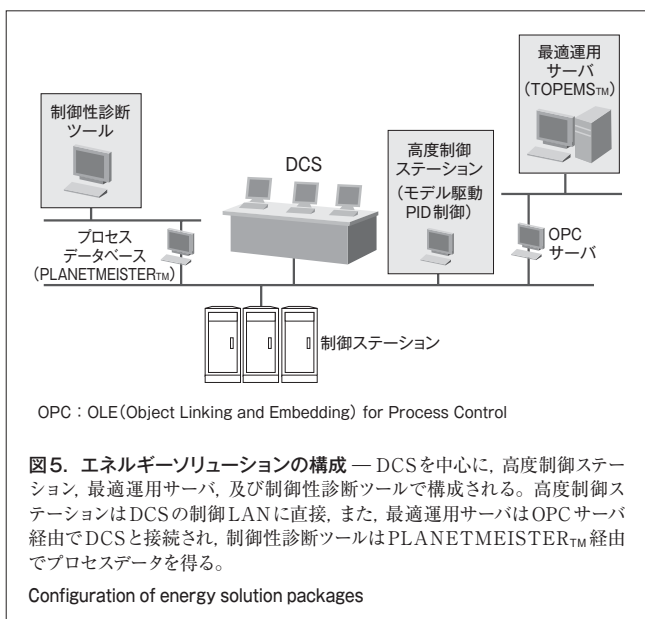 最適運用
サーバ
(TOPEMS™)
制御性診断
ツール
DCS
高度制御
ステーション
(モデル駆動
PID制御)
プロセス
データベース
(PLANETMEISTER™)
OPC
サーバ
制御ステーション
OPC：OLE(Object Linking and Embedding) for Process Control
図5．エネルギーソリューションの構成 ― DCSを中心に，高度制御ステー
ション，最適運用サーバ，及び制御性診断ツールで構成される。高度制御ス
テーションはDCSの制御LANに直接，また，最適運用サーバはOPCサーバ
経由でDCSと接続され，制御性診断ツールはPLANETMEISTER™経由
でプロセスデータを得る。
Configuration of energy solution packages